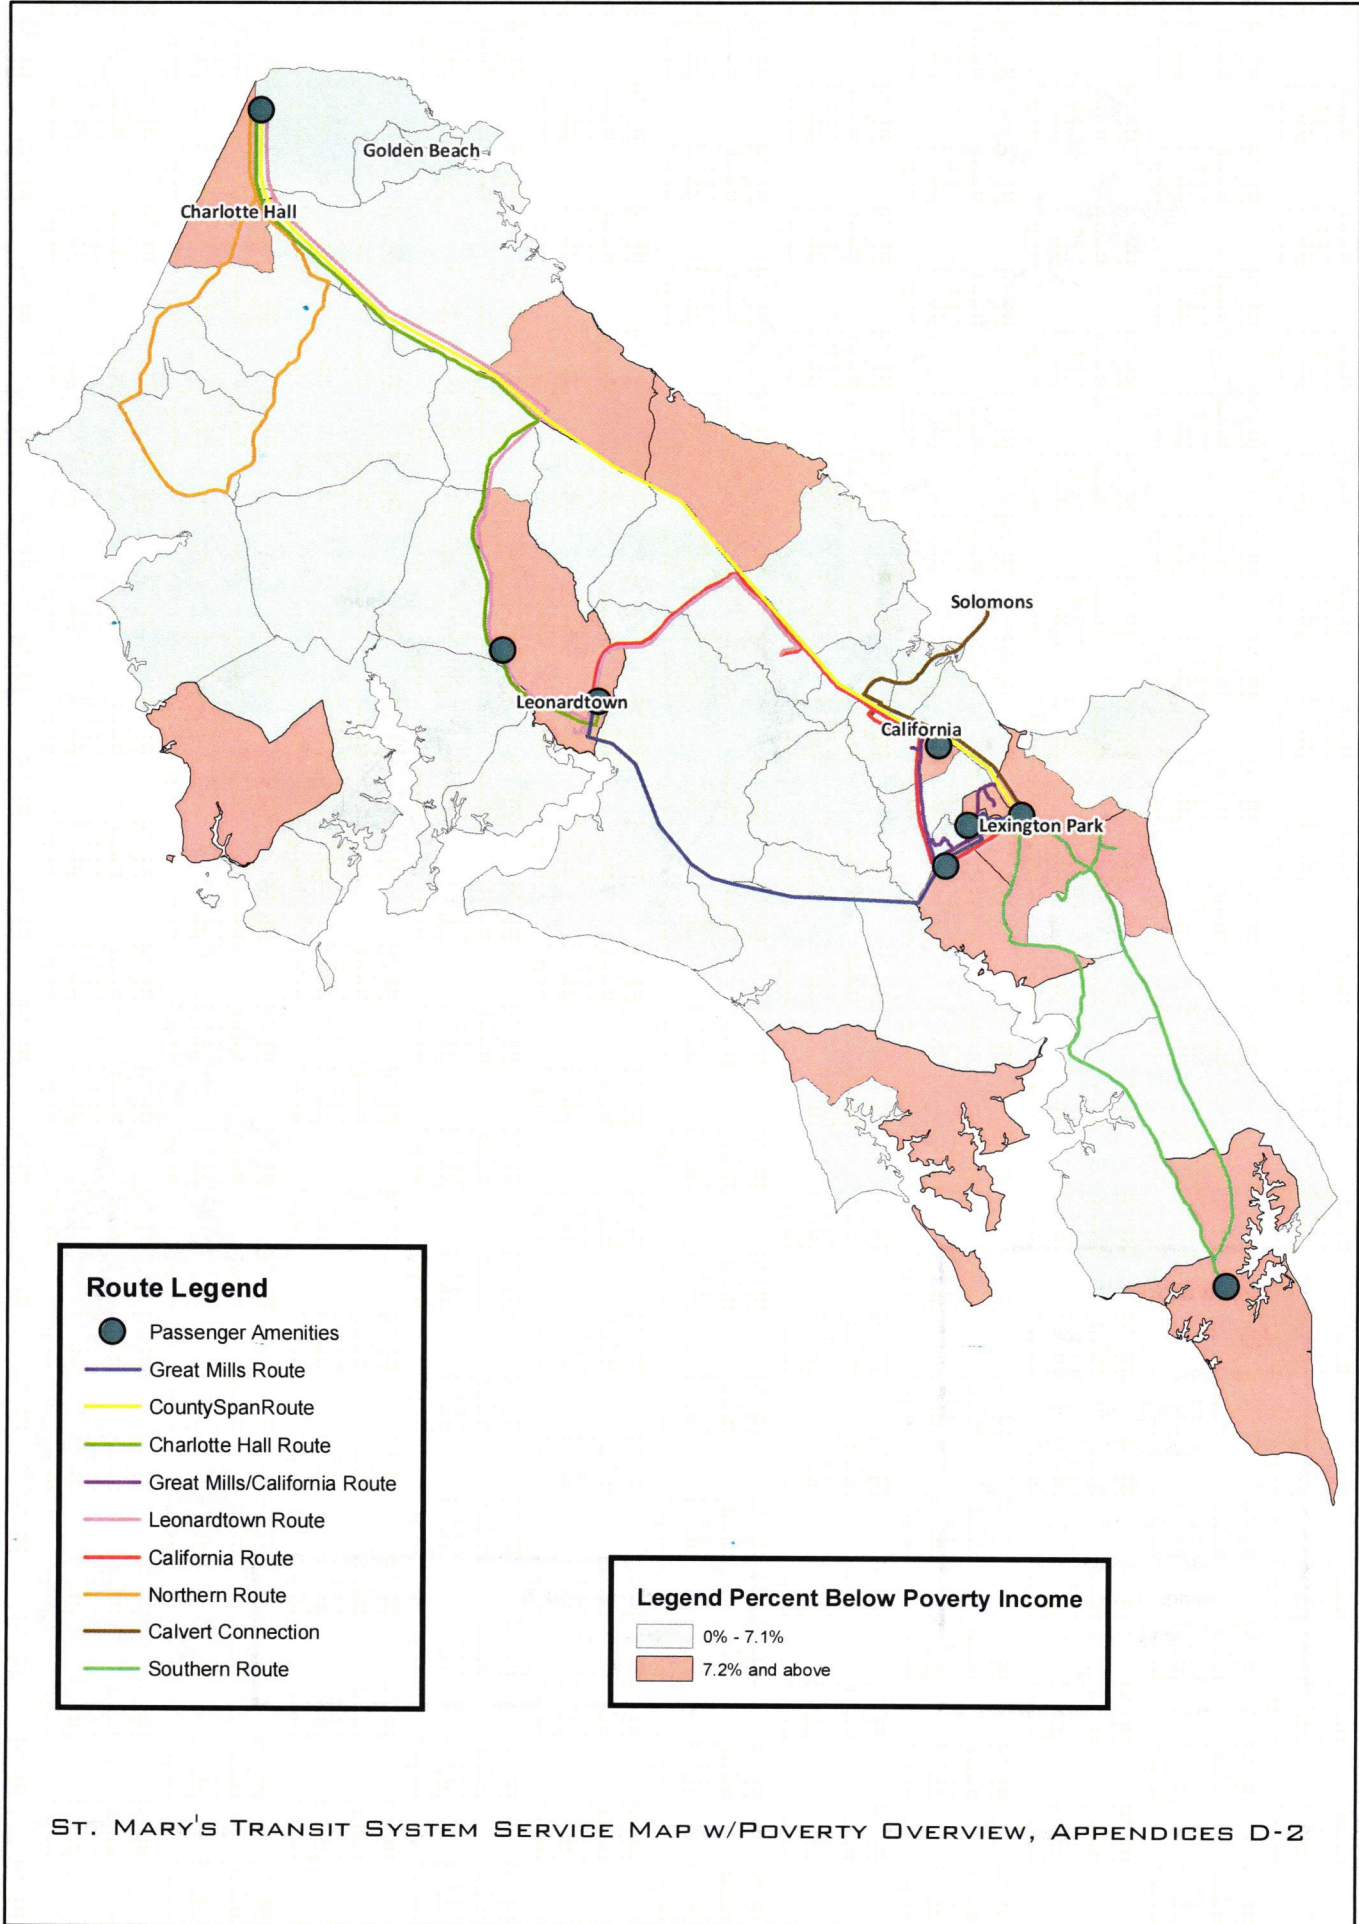 Golden Beach
Charlotte Hall
Solomons
Leonardtown
California
Lexington Park
Route Legend
Passenger Amenities
Great Mills Route
CountySpanRoute
Charlotte Hall Route
Great Mills/California Route
Leonardtown Route
California Route
Northern Route
Calvert Connection
Southern Route
Legend Percent Below Poverty Income
0% - 7.1%
7.2% and above
St. Mary's Transit System Service Map w/Poverty Overview, Appendices D-2